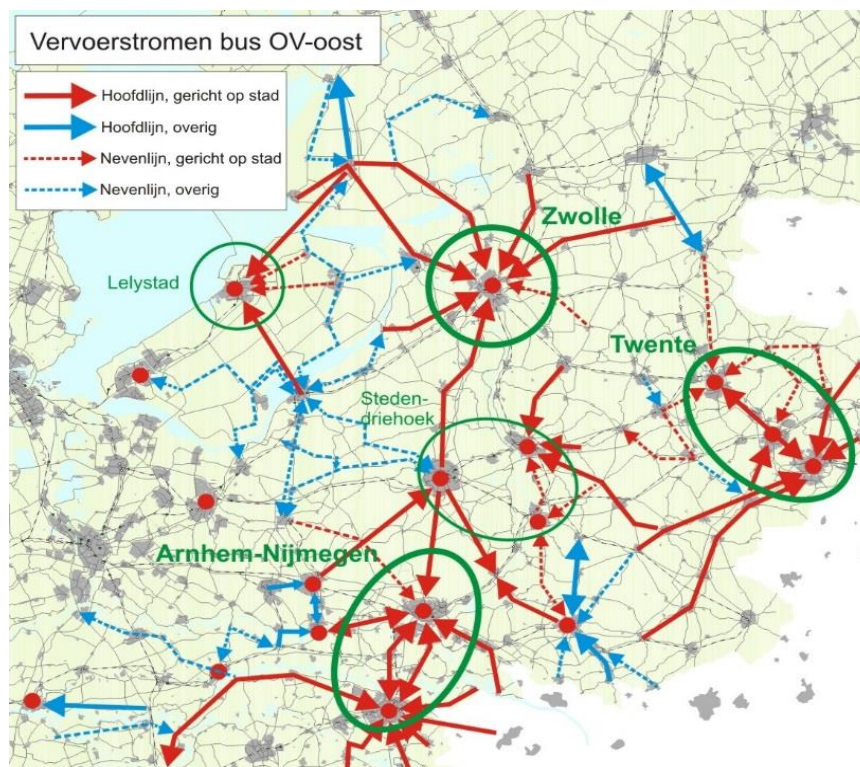 Vervoerstromen bus OV-oost
Hoofdlijn, gericht op stad
Hoofdlijn, overig
Nevenlijn, gericht op stad
Nevenlijn, overig
Zwolle
Lelystad
Twente
Steden-
driehoek
Arnhem-Nijmegen